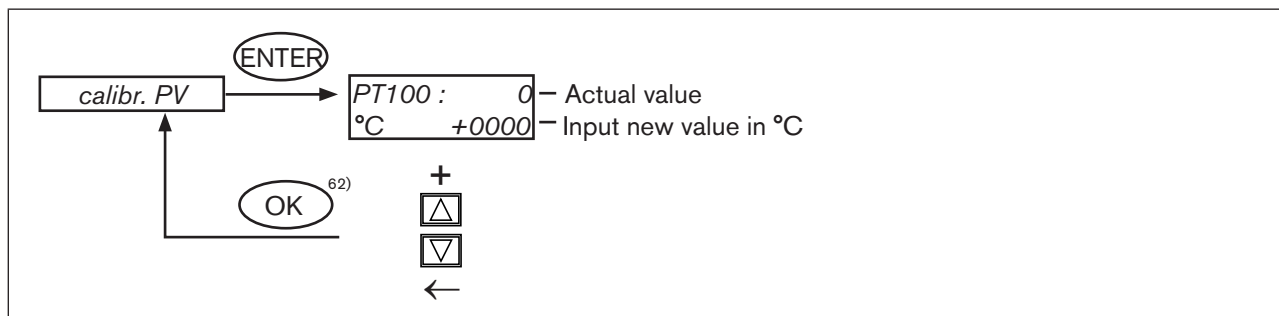 ENTER
calibr. PV
PT100 : 0 – Actual value
°C +0000 – Input new value in °C
+
OK 62)
←